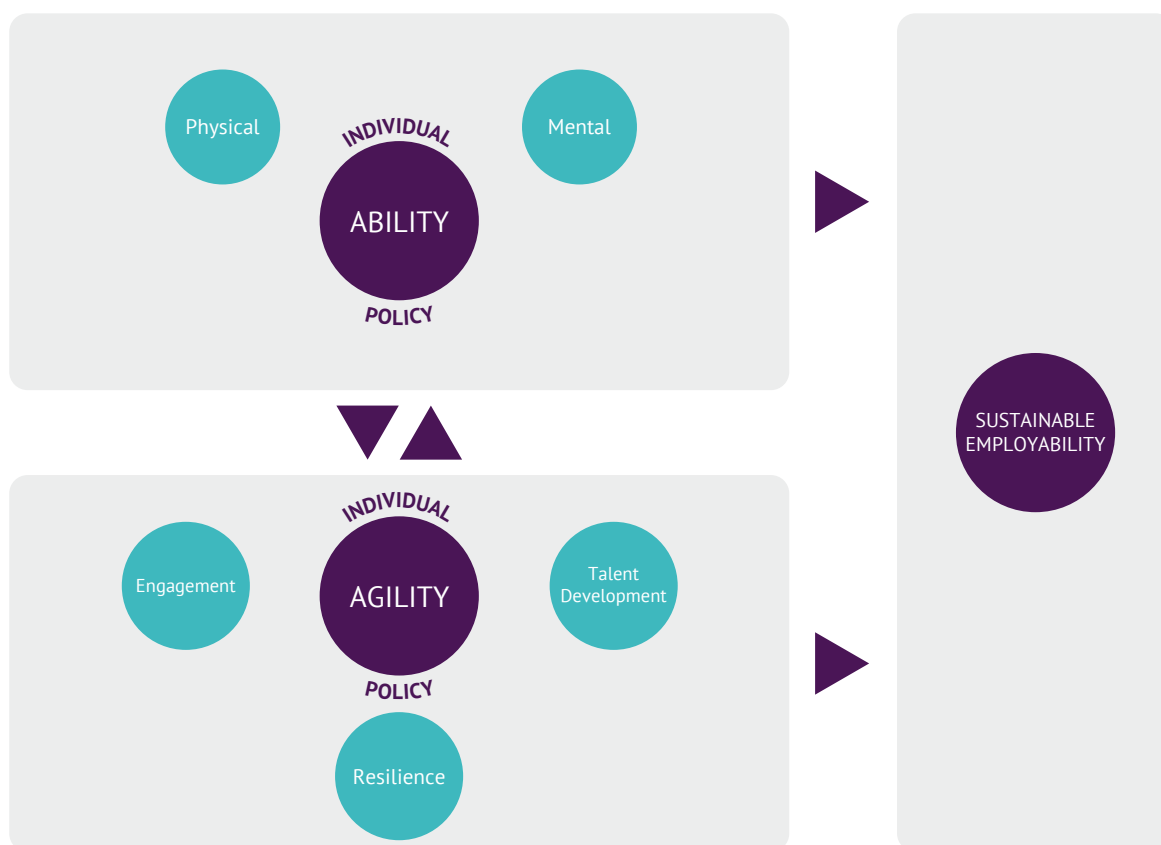 Physical
Mental
INDIVIDUAL
ABILITY
POLICY
INDIVIDUAL
Engagement
AGILITY
Talent
Development
POLICY
Resilience
SUSTAINABLE
EMPLOYABILITY